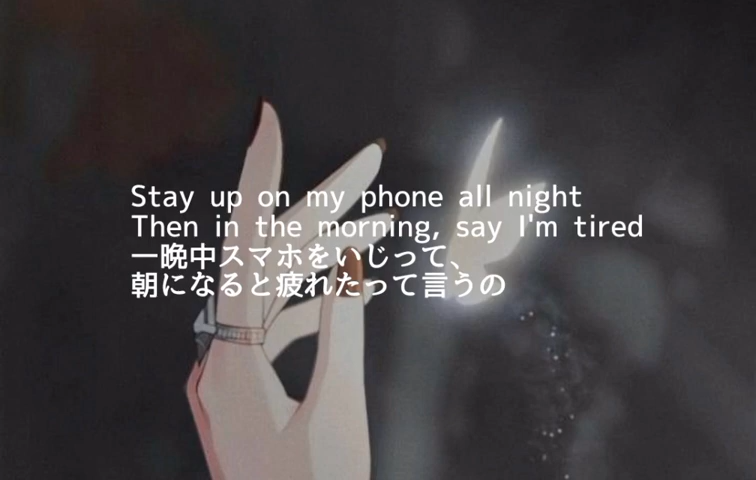 Stay up on my phone all night
Then in the morning, say I'm tired
一晩中スマホをいじって、
朝になると疲れたって言うの